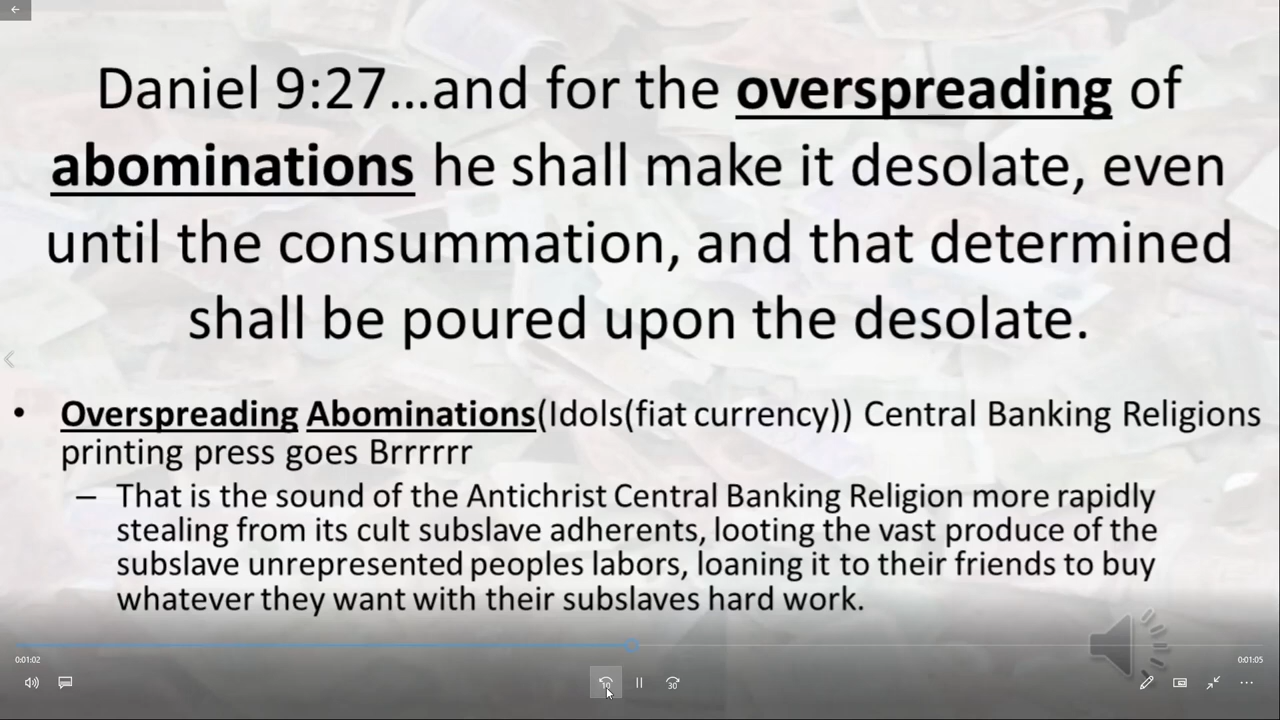 Daniel 9:27...and for the overspreading of
abominations he shall make it desolate, even
until the consummation, and that determined
shall be poured upon the desolate.
• Overspreading Abominations(Idols(fiat currency)) Central Banking Religions
printing press goes Brrrrrr
– That is the sound of the Antichrist Central Banking Religion more rapidly
stealing from its cult subslave adherents, looting the vast produce of the
subslave unrepresented peoples labors, loaning it to their friends to buy
whatever they want with their subslaves hard work.
0:01:02
0:01:05
10
30